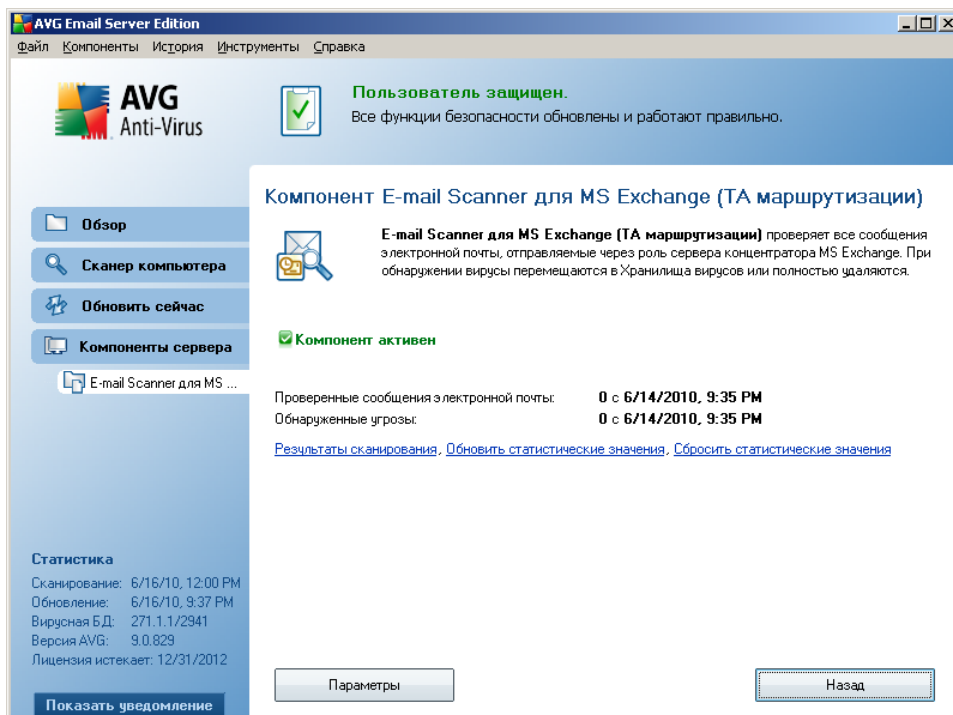 AVG Email Server Edition
Файл Компоненты История Инструменты Справка
AVG
Anti-Virus
Пользователь защищен.
Все функции безопасности обновлены и работают правильно.
Обзор
Сканер компьютера
Обновить сейчас
Компоненты сервера
E-mail Scanner для MS ...
Компонент E-mail Scanner для MS Exchange (TA маршрутизации)
E-mail Scanner для MS Exchange (TA маршрутизации) проверяет все сообщения
электронной почты, отправляемые через роль сервера концентратора MS Exchange. При
обнаружении вирусы перемещаются в Хранилища вирусов или полностью удаляются.
Компонент активен
Проверенные сообщения электронной почты: 0 с 6/14/2010, 9:35 PM
Обнаруженные угрозы: 0 с 6/14/2010, 9:35 PM
Результаты сканирования, Обновить статистические значения, Сбросить статистические значения
Статистика
Сканирование: 6/16/10, 12:00 PM
Обновление: 6/16/10, 9:37 PM
Вирусная БД: 271.1.1/2941
Версия AVG: 9.0.829
Лицензия истекает: 12/31/2012
Показать уведомление
Параметры
Назад